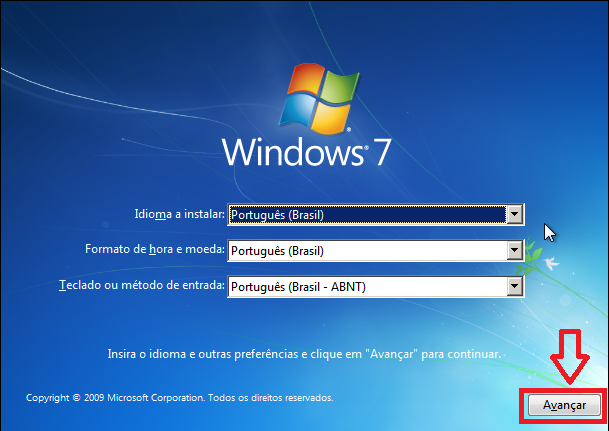 Windows® 7
Idioma a instalar: Português (Brasil)
Formato de hora e moeda: Português (Brasil)
Teclado ou método de entrada: Português (Brasil - ABNT)
Insira o idioma e outras preferências e clique em "Avançar" para continuar.
Copyright © 2009 Microsoft Corporation. Todos os direitos reservados.
Avançar